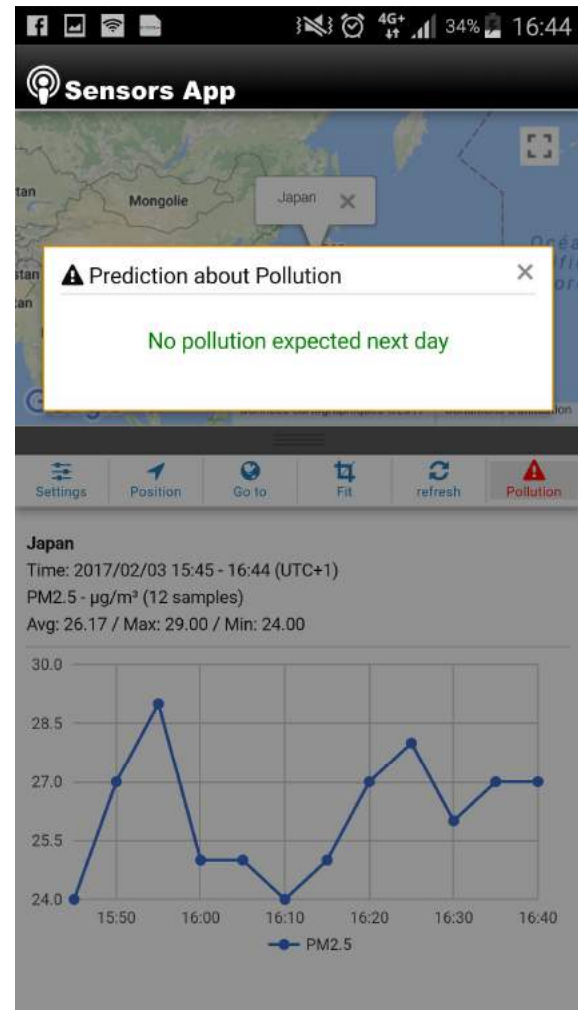 4G+ 34% 16:44
Sensors App
Mongolie
Japan
Prediction about Pollution
No pollution expected next day
Settings Position Go to Fit refresh Pollution
Japan
Time: 2017/02/03 15:45 - 16:44 (UTC+1)
PM2.5 - µg/m³ (12 samples)
Avg: 26.17 / Max: 29.00 / Min: 24.00
30.0
28.5
27.0
25.5
24.0
15:50 16:00 16:10 16:20 16:30 16:40
PM2.5